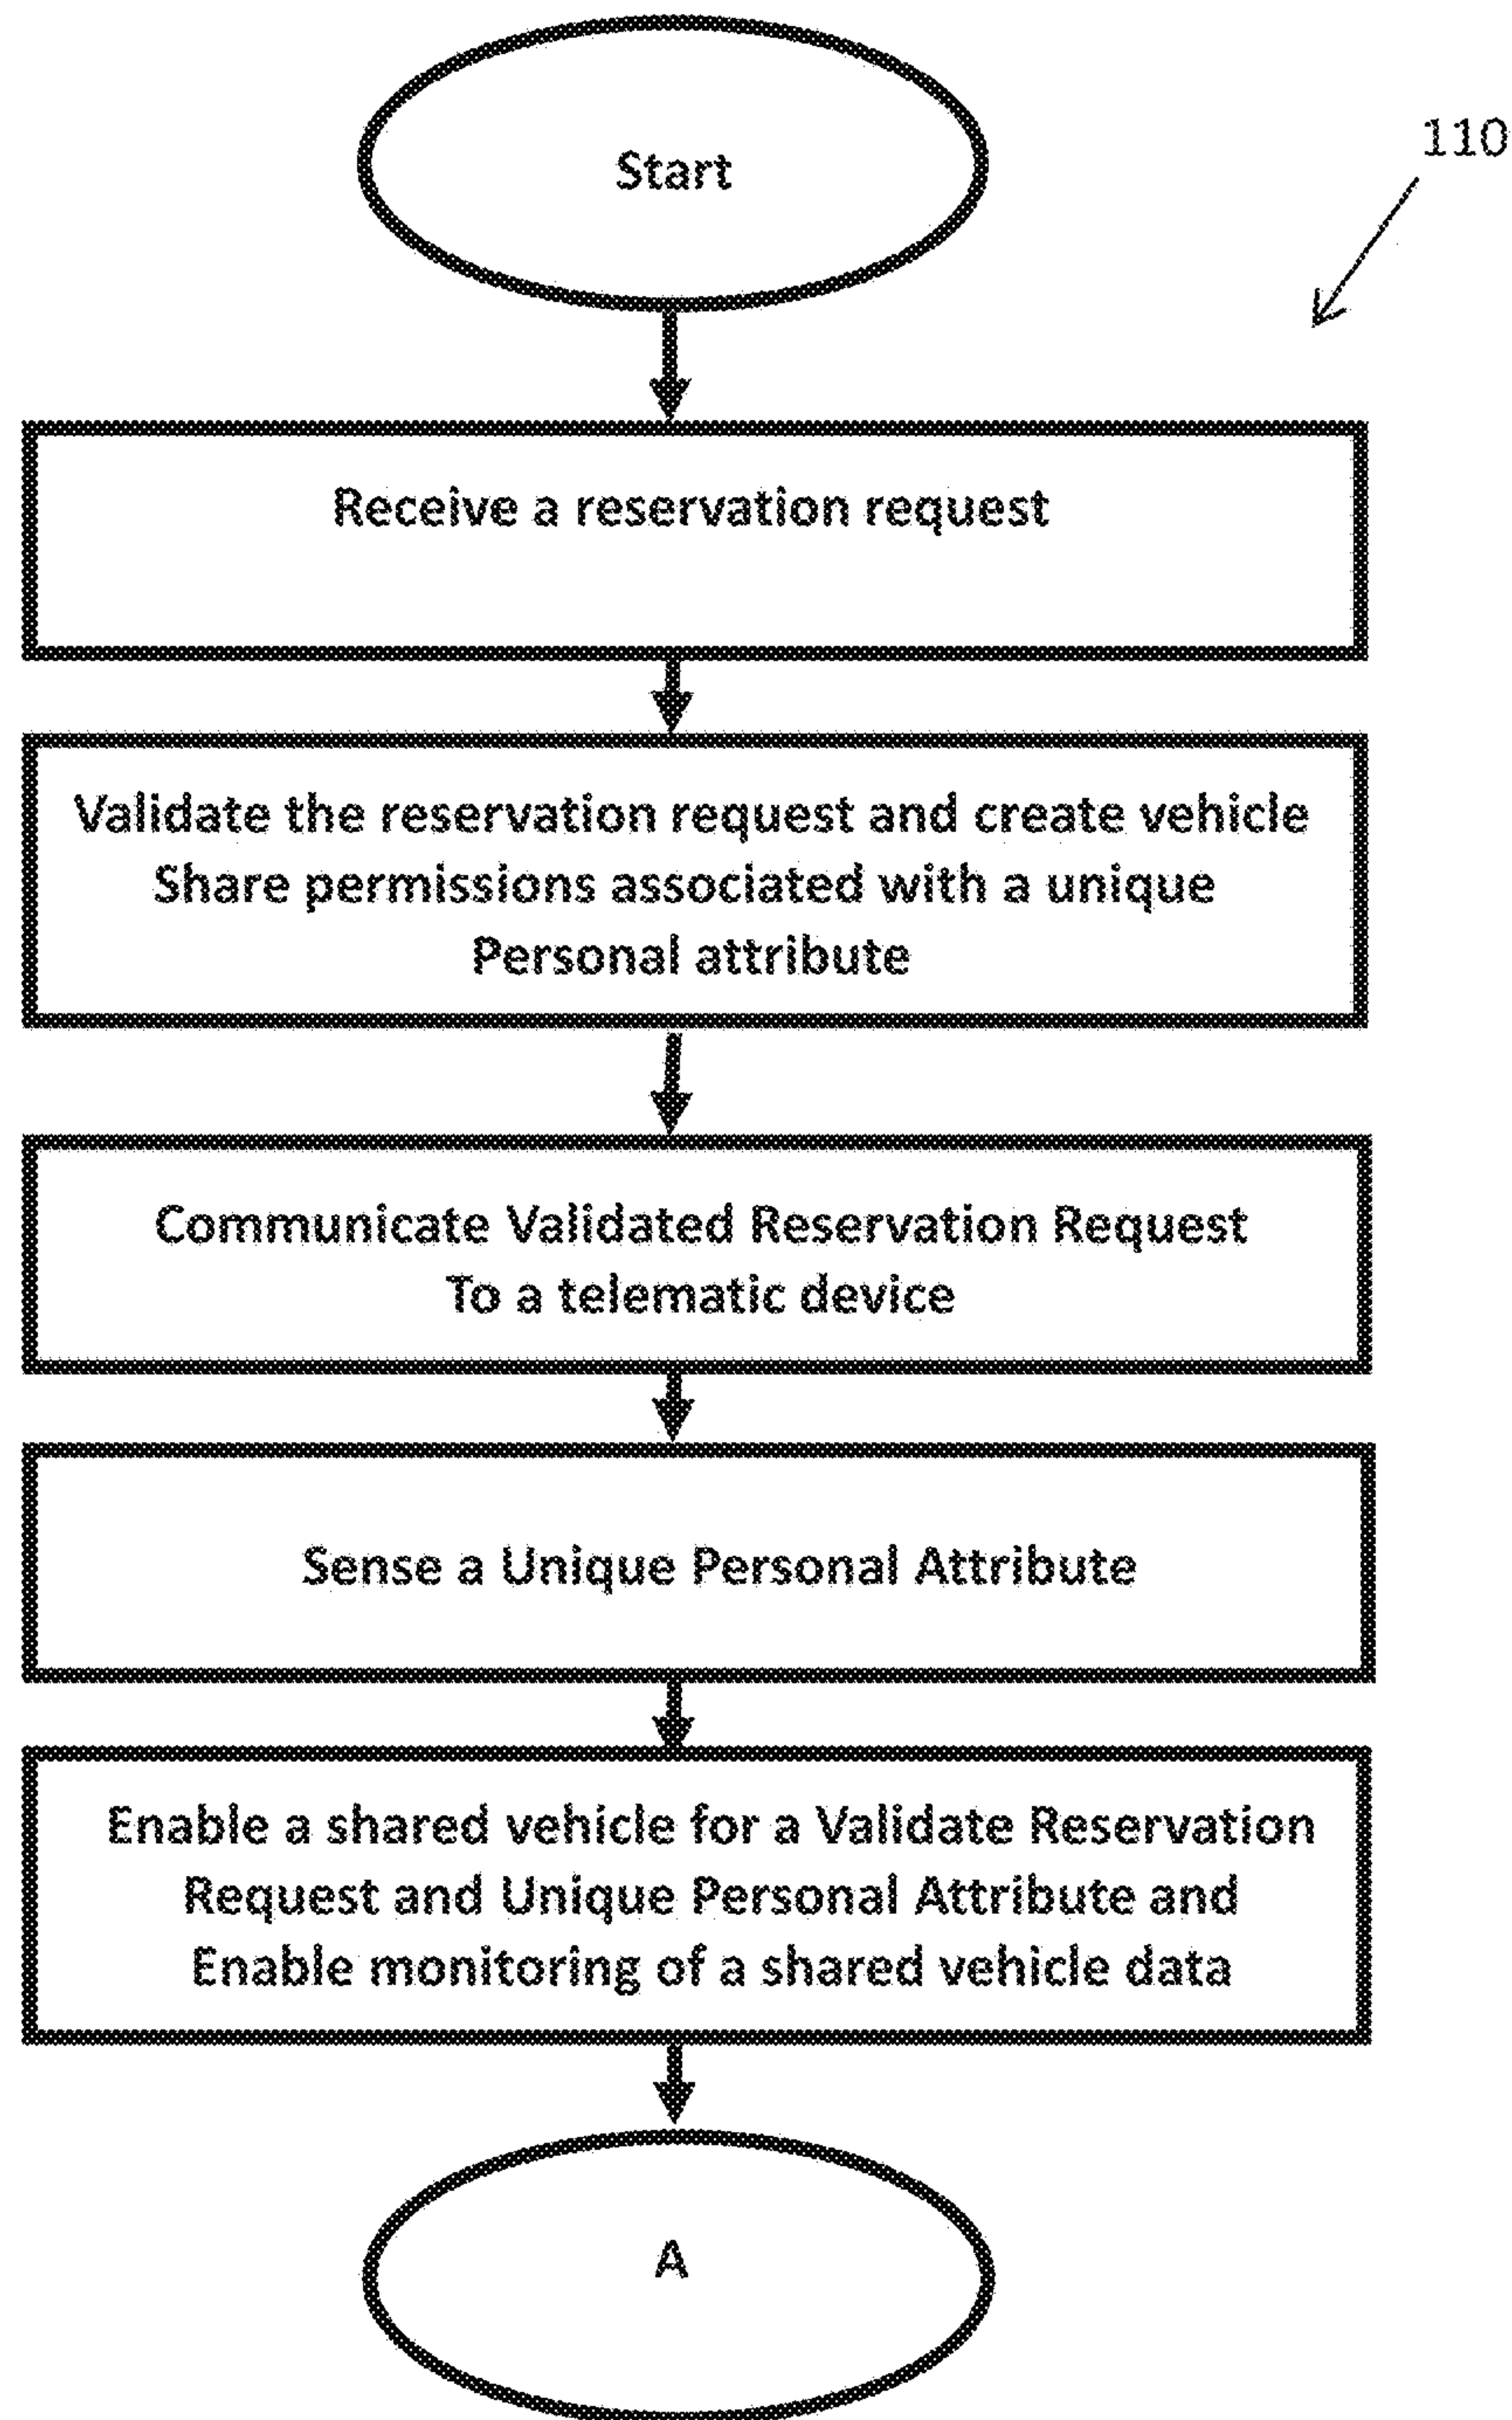 Start
110
Receive a reservation request
Validate the reservation request and create vehicle
Share permissions associated with a unique
Personal attribute
Communicate Validated Reservation Request
To a telematic device
Sense a Unique Personal Attribute
Enable a shared vehicle for a Validate Reservation
Request and Unique Personal Attribute and
Enable monitoring of a shared vehicle data
A